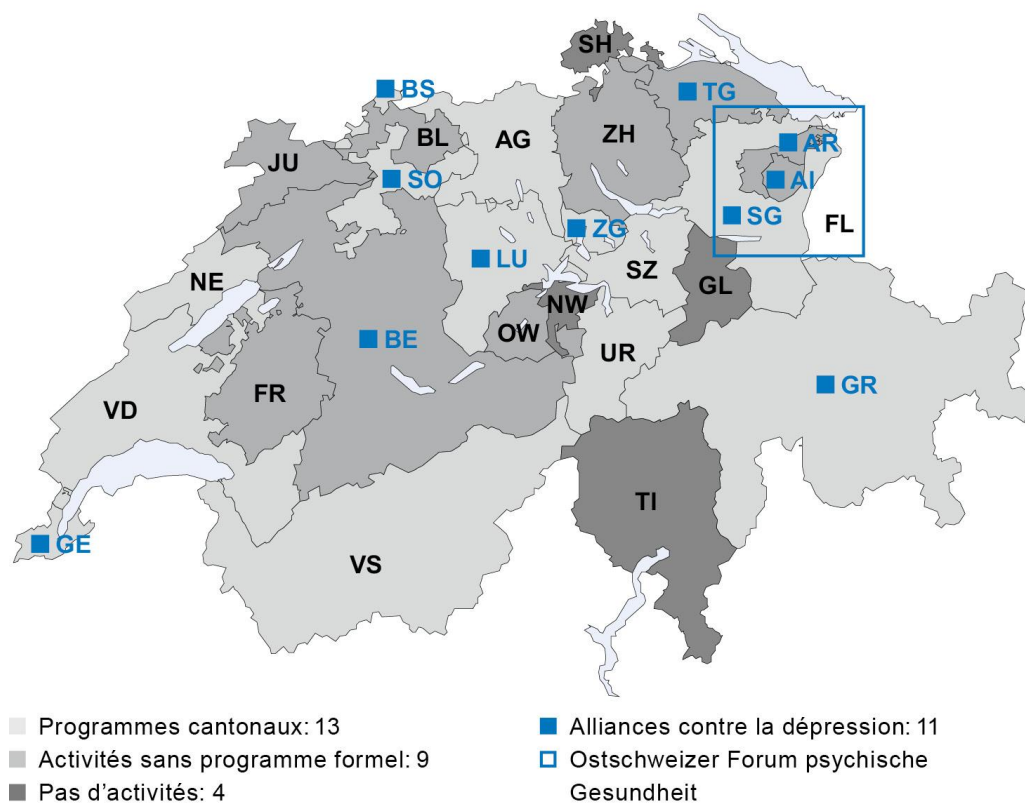 SH
BS
TG
BL
AG
ZH
AR
JU
SO
AI
SG
FL
ZG
LU
SZ
NE
GL
NW
OW
BE
UR
GR
FR
VD
TI
GE
VS
Programmes cantonaux: 13
Activités sans programme formel: 9
Pas d’activités: 4
Alliances contre la dépression: 11
Ostschweizer Forum psychische
Gesundheit